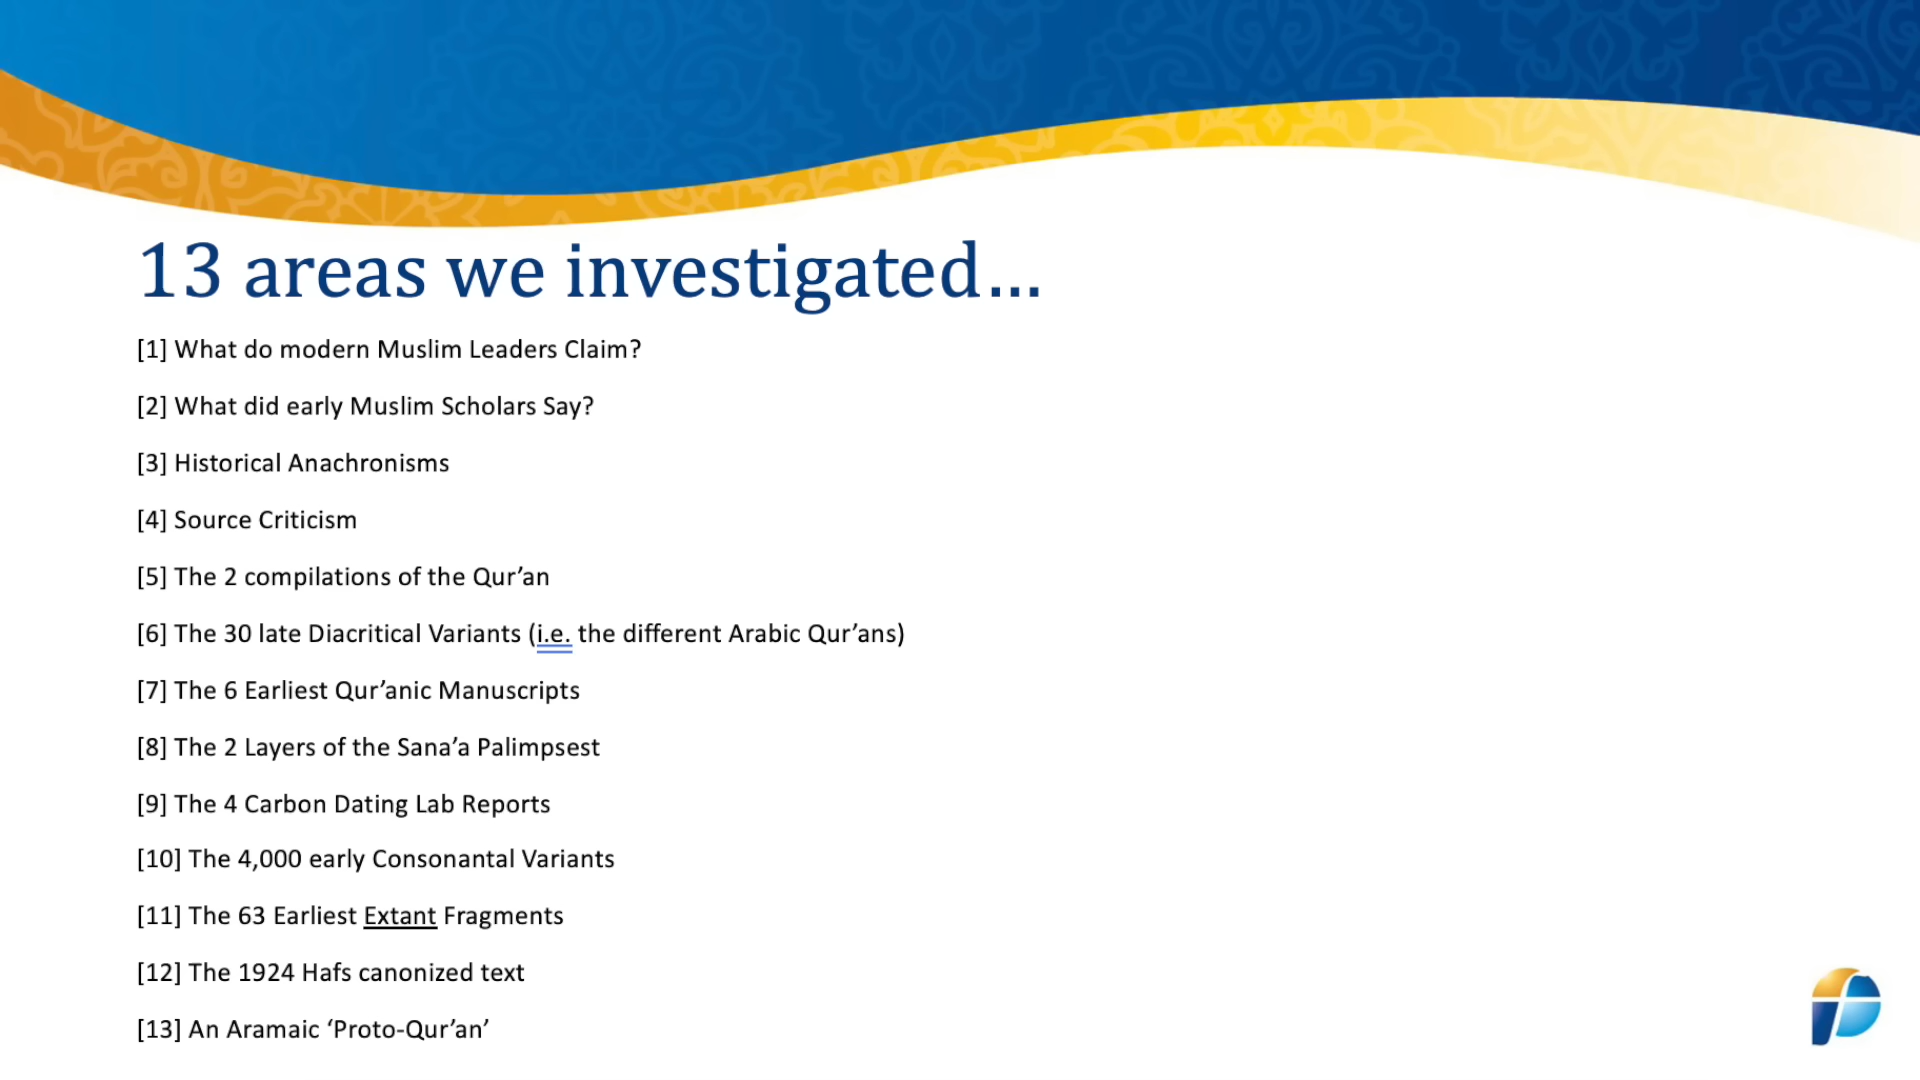 13 areas we investigated…
[1] What do modern Muslim Leaders Claim?
[2] What did early Muslim Scholars Say?
[3] Historical Anachronisms
[4] Source Criticism
[5] The 2 compilations of the Qur’an
[6] The 30 late Diacritical Variants (i.e. the different Arabic Qur’ans)
[7] The 6 Earliest Qur’anic Manuscripts
[8] The 2 Layers of the Sana’a Palimpsest
[9] The 4 Carbon Dating Lab Reports
[10] The 4,000 early Consonantal Variants
[11] The 63 Earliest Extant Fragments
[12] The 1924 Hafs canonized text
[13] An Aramaic ‘Proto-Qur’an’